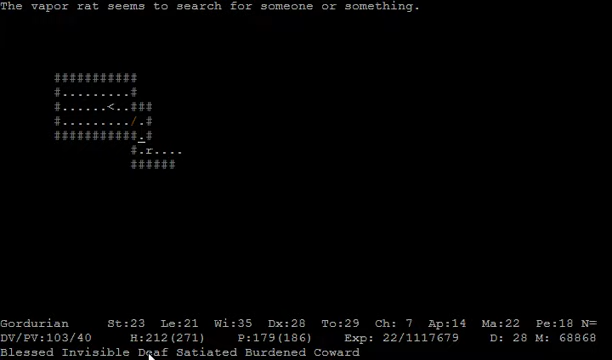 The vapor rat seems to search for someone or something.
###########
#.........#
#......<..###
#........./.#
###########.#
#.r....
######
Gordurian St:23 Le:21 Wi:35 Dx:28 To:29 Ch: 7 Ap:14 Ma:22 Pe:18 N=
DV/PV:103/40 H:212(271) P:179(186) Exp: 22/1117679 D: 28 M: 68868
Blessed Invisible Deaf Satiated Burdened Coward